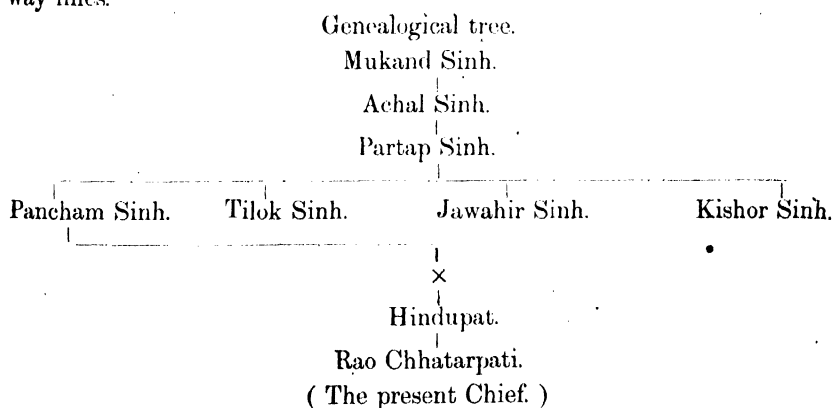 way lines.
Genealogical tree.
Mukand Sinh.
Achal Sinh.
Partap Sinh.
Pancham Sinh. Tilok Sinh. Jawahir Sinh. Kishor Sinh.
×
Hindupat.
Rao Chhatarpati.
( The present Chief. )